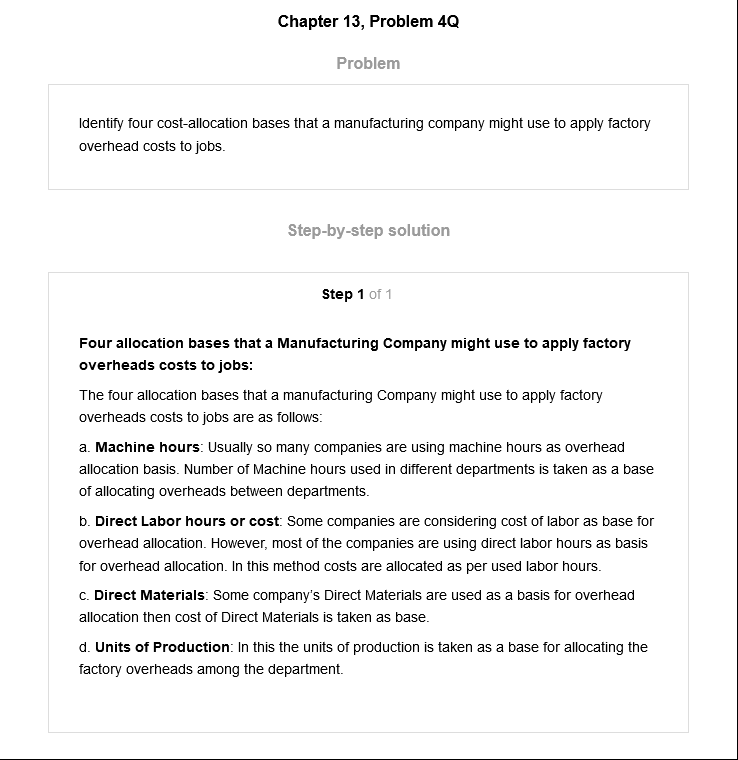 Chapter 13, Problem 4Q
Problem
Identify four cost-allocation bases that a manufacturing company might use to apply factory
overhead costs to jobs.
Step-by-step solution
Step 1 of 1
Four allocation bases that a Manufacturing Company might use to apply factory
overheads costs to jobs:
The four allocation bases that a manufacturing Company might use to apply factory
overheads costs to jobs are as follows:
a. Machine hours: Usually so many companies are using machine hours as overhead
allocation basis. Number of Machine hours used in different departments is taken as a base
of allocating overheads between departments.
b. Direct Labor hours or cost: Some companies are considering cost of labor as base for
overhead allocation. However, most of the companies are using direct labor hours as basis
for overhead allocation. In this method costs are allocated as per used labor hours.
c. Direct Materials: Some company’s Direct Materials are used as a basis for overhead
allocation then cost of Direct Materials is taken as base.
d. Units of Production: In this the units of production is taken as a base for allocating the
factory overheads among the department.